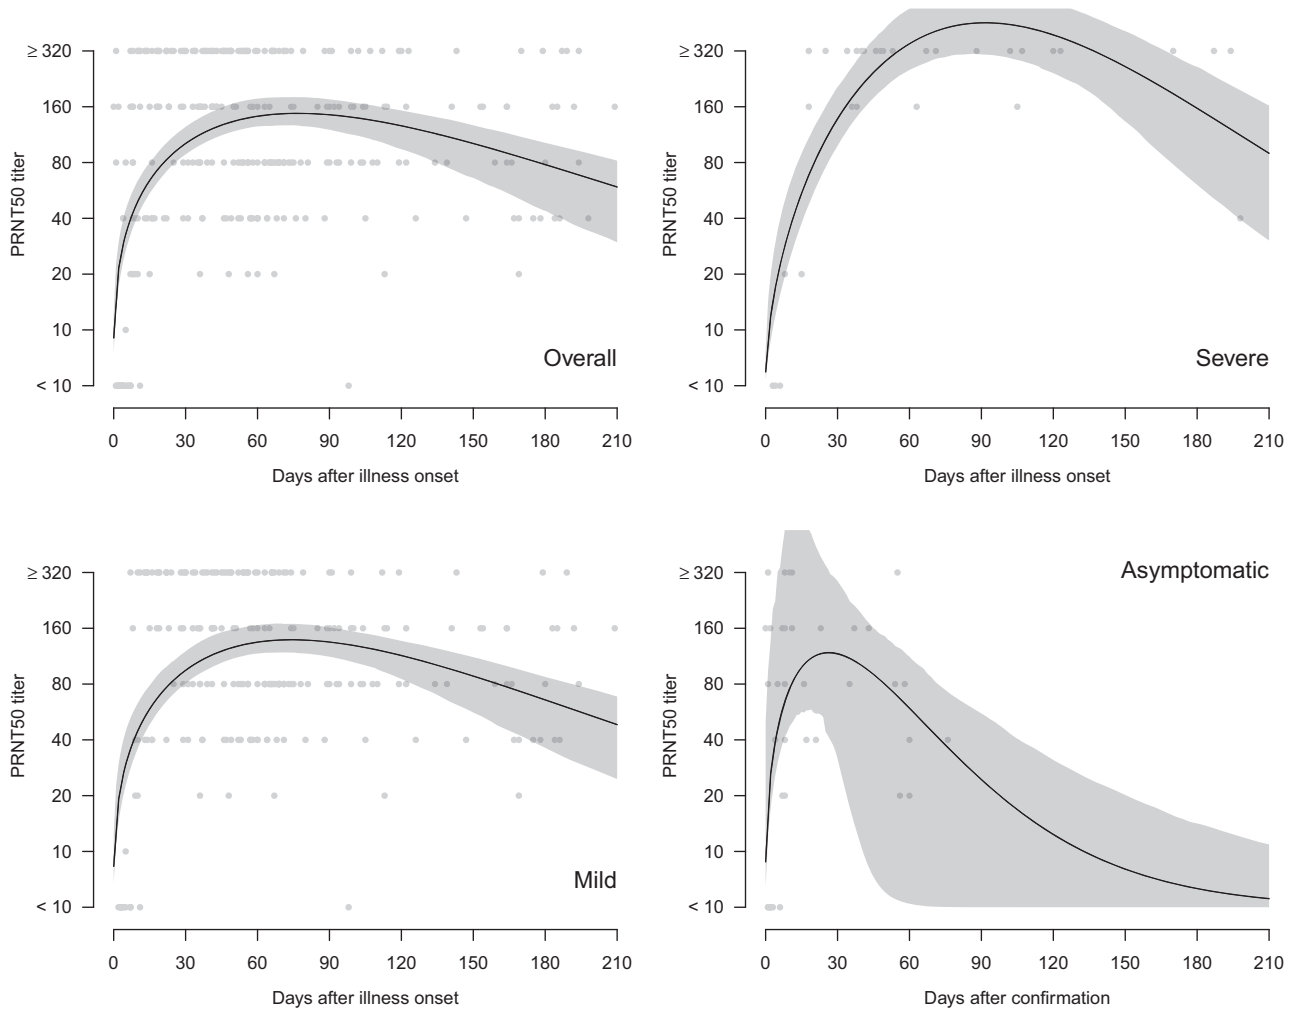 PRNT50 titer
≥ 320
160
80
40
20
10
< 10
Overall
0 30 60 90 120 150 180 210
Days after illness onset
PRNT50 titer
≥ 320
160
80
40
20
10
< 10
Severe
0 30 60 90 120 150 180 210
Days after illness onset
PRNT50 titer
≥ 320
160
80
40
20
10
< 10
Mild
0 30 60 90 120 150 180 210
Days after illness onset
PRNT50 titer
≥ 320
160
80
40
20
10
< 10
Asymptomatic
0 30 60 90 120 150 180 210
Days after confirmation